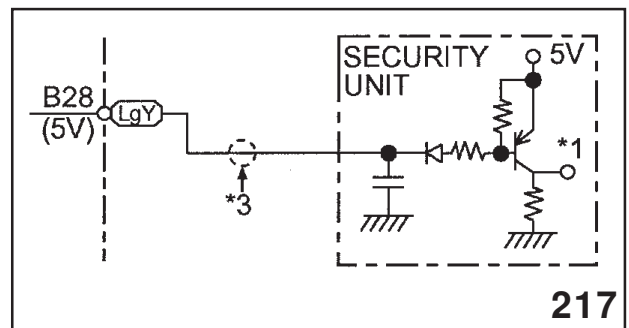 SECURITY
UNIT
5V
B28
(5V)
LgY
*1
*3
217